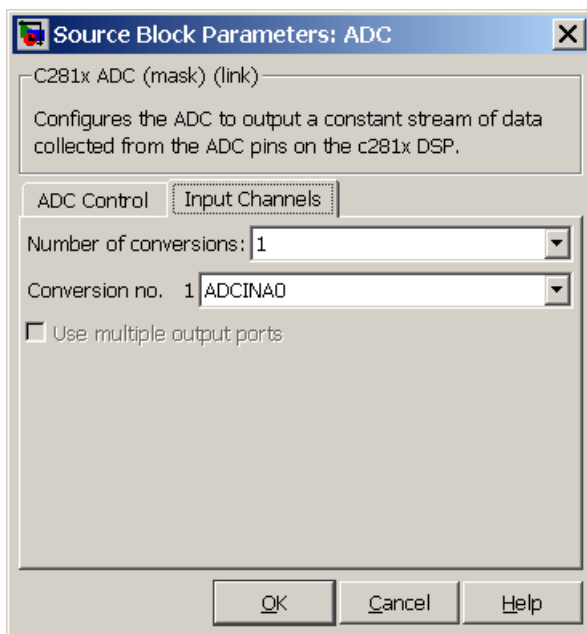 Source Block Parameters: ADC
C281x ADC (mask) (link)
Configures the ADC to output a constant stream of data
collected from the ADC pins on the c281x DSP.
ADC Control Input Channels
Number of conversions: 1
Conversion no. 1 ADCINA0
Use multiple output ports
OK Cancel Help